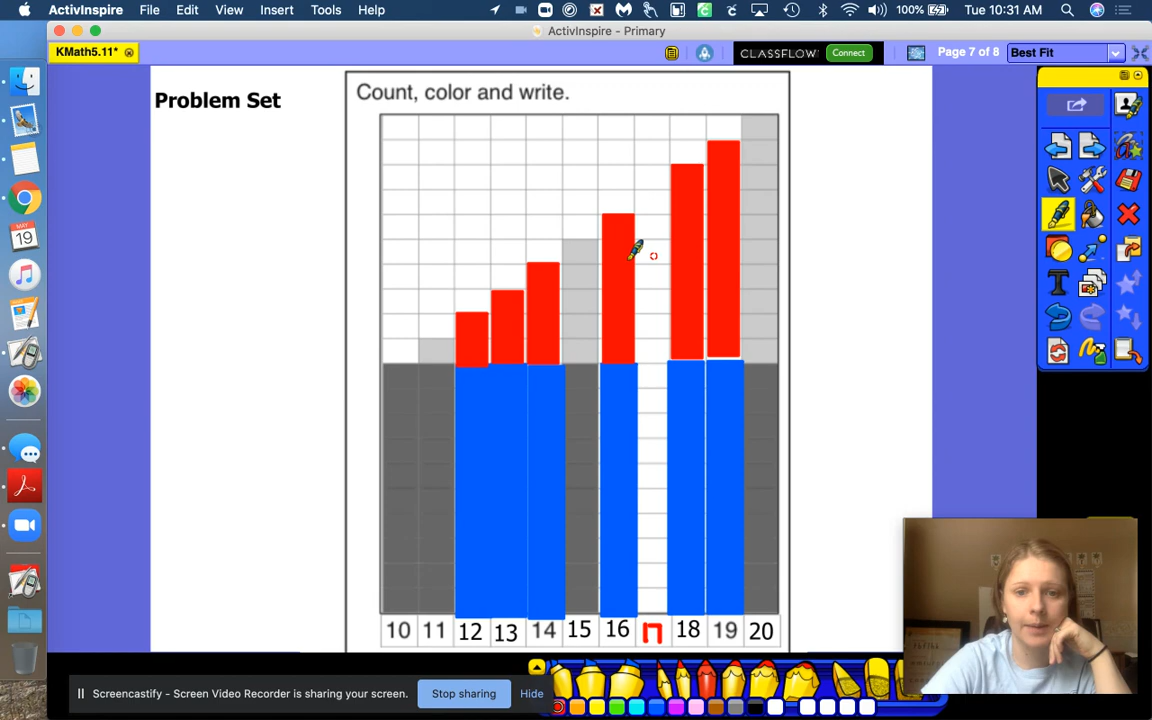 ActivInspire File Edit View Insert Tools Help 100% Tue 10:31 AM
ActivInspire - Primary
KMath5.11* CLASSFLOW Connect Page 7 of 8 Best Fit
MAY
19
Problem Set
Count, color and write.
10 11 12 13 14 15 16 17 18 19 20
Screencastify - Screen Video Recorder is sharing your screen. Stop sharing Hide